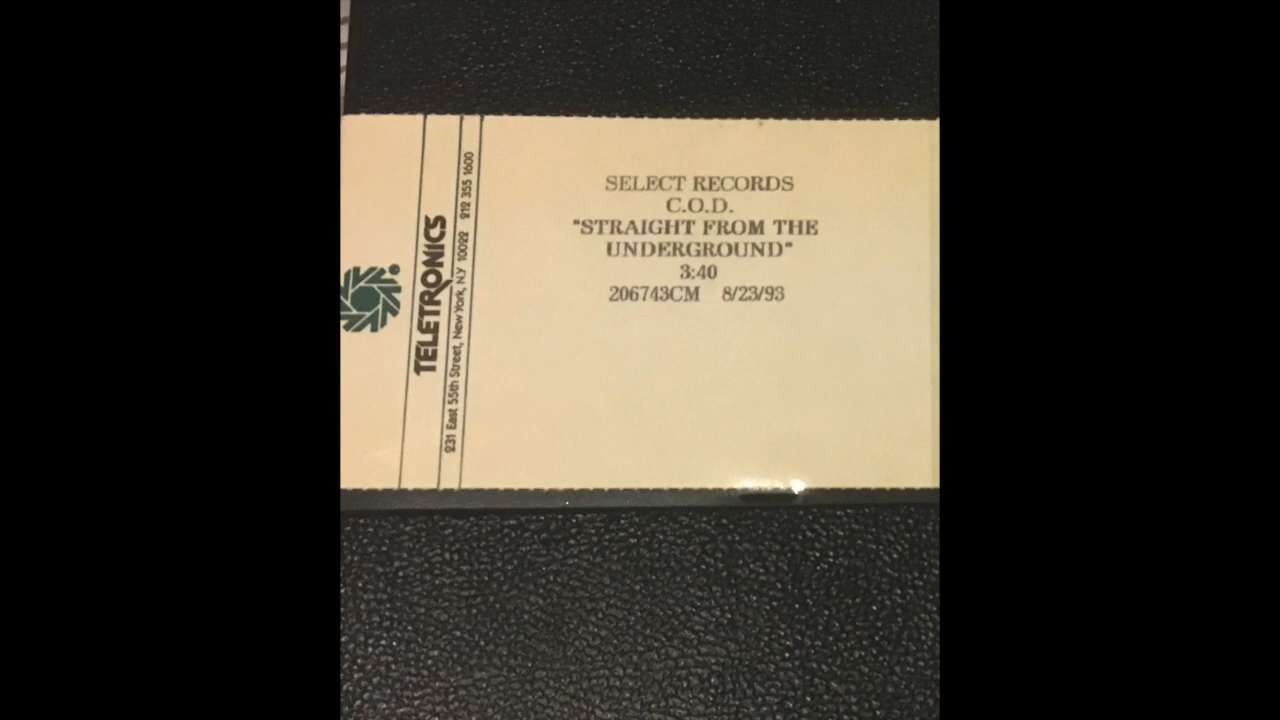 TELETRONICS
231 East 55th Street, New York, N.Y 10022 212 355 1600
SELECT RECORDS
C.O.D.
"STRAIGHT FROM THE
UNDERGROUND"
3:40
206743CM 8/23/93